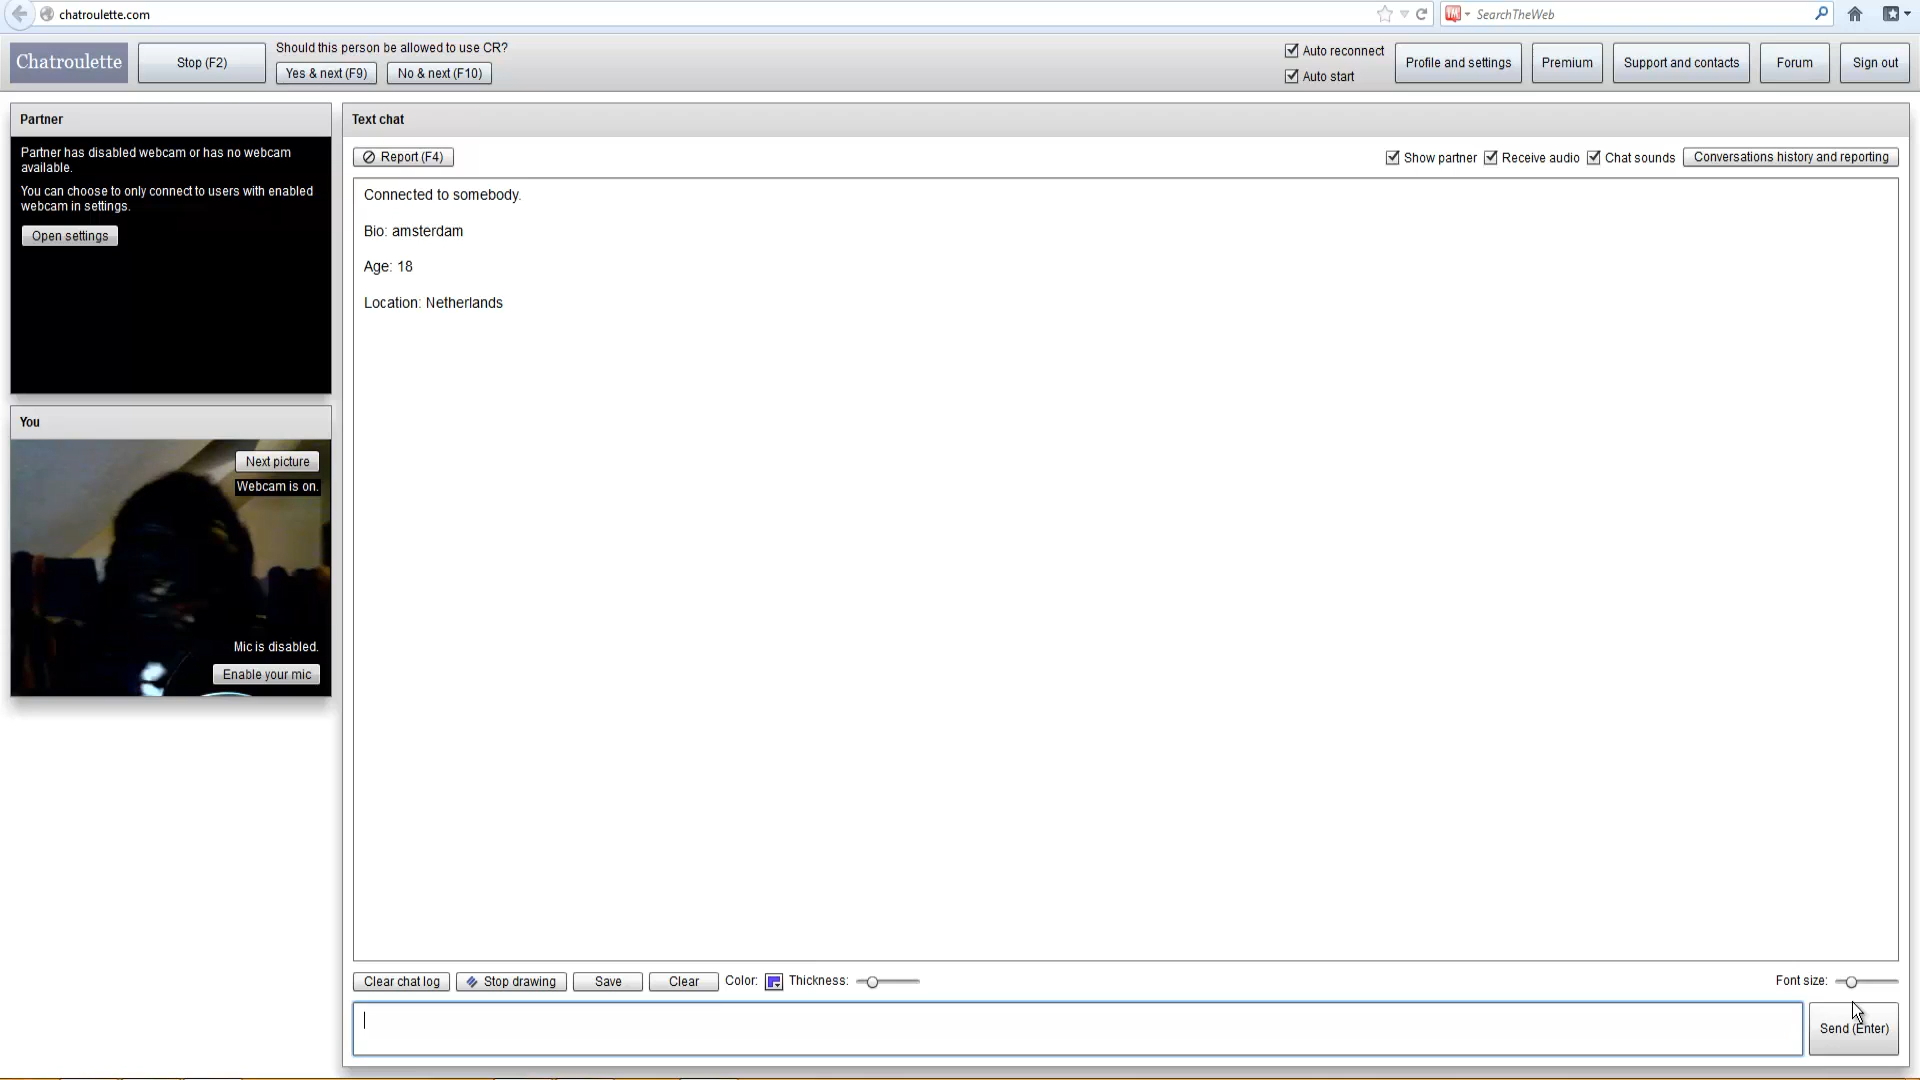 chatroulette.com
SearchTheWeb
Chatroulette
Stop (F2)
Should this person be allowed to use CR?
Yes & next (F9)
No & next (F10)
Auto reconnect
Auto start
Profile and settings
Premium
Support and contacts
Forum
Sign out
Partner
Partner has disabled webcam or has no webcam
available.
You can choose to only connect to users with enabled
webcam in settings.
Open settings
You
Next picture
Webcam is on.
Mic is disabled.
Enable your mic
Text chat
Report (F4)
Show partner
Receive audio
Chat sounds
Conversations history and reporting
Connected to somebody.
Bio: amsterdam
Age: 18
Location: Netherlands
Clear chat log
Stop drawing
Save
Clear
Color:
Thickness:
Font size:
Send (Enter)